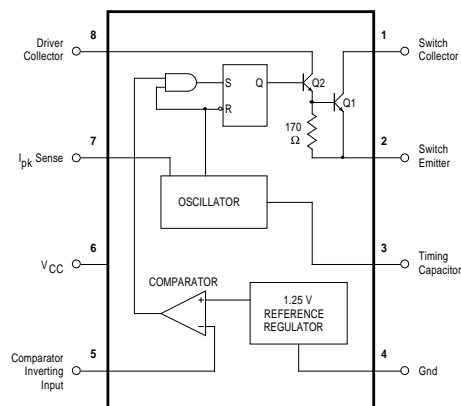 Driver
Collector
8
1
Switch
Collector
S
Q
Q2
R
Q1
170
Ω
7
Ipk Sense
2
Switch
Emitter
OSCILLATOR
6
VCC
3
Timing
Capacitor
COMPARATOR
+
−
1.25 V
REFERENCE
REGULATOR
5
Comparator
Inverting
Input
4
Gnd